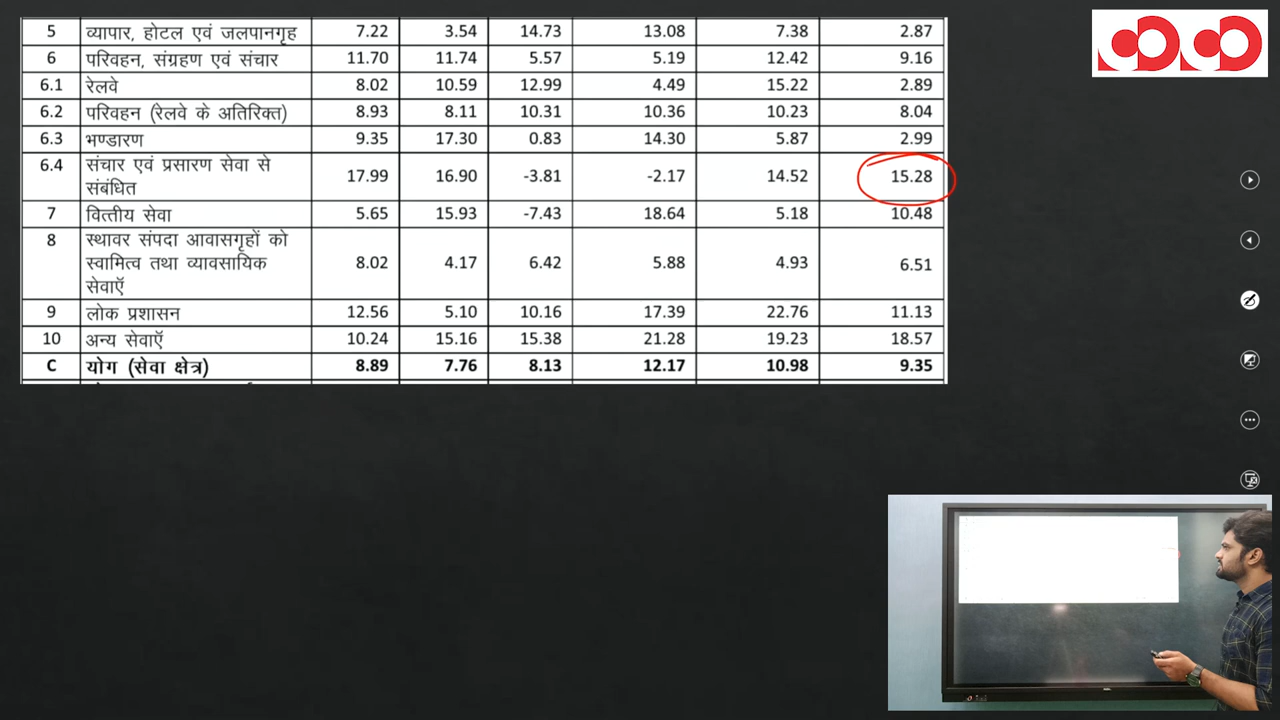 5 व्यापार, होटल एवं जलपानगृह 7.22 3.54 14.73 13.08 7.38 2.87
6 परिवहन, संग्रहण एवं संचार 11.70 11.74 5.57 5.19 12.42 9.16
6.1 रेलवे 8.02 10.59 12.99 4.49 15.22 2.89
6.2 परिवहन (रेलवे के अतिरिक्त) 8.93 8.11 10.31 10.36 10.23 8.04
6.3 भण्डारण 9.35 17.30 0.83 14.30 5.87 2.99
6.4 संचार एवं प्रसारण सेवा से
संबंधित 17.99 16.90 -3.81 -2.17 14.52 15.28
7 वित्तीय सेवा 5.65 15.93 -7.43 18.64 5.18 10.48
8 स्थावर संपदा आवासगृहों को
स्वामित्व तथा व्यावसायिक 8.02 4.17 6.42 5.88 4.93 6.51
सेवाऍ
9 लोक प्रशासन 12.56 5.10 10.16 17.39 22.76 11.13
10 अन्य सेवाऍ 10.24 15.16 15.38 21.28 19.23 18.57
C योग (सेवा क्षेत्र) 8.89 7.76 8.13 12.17 10.98 9.35